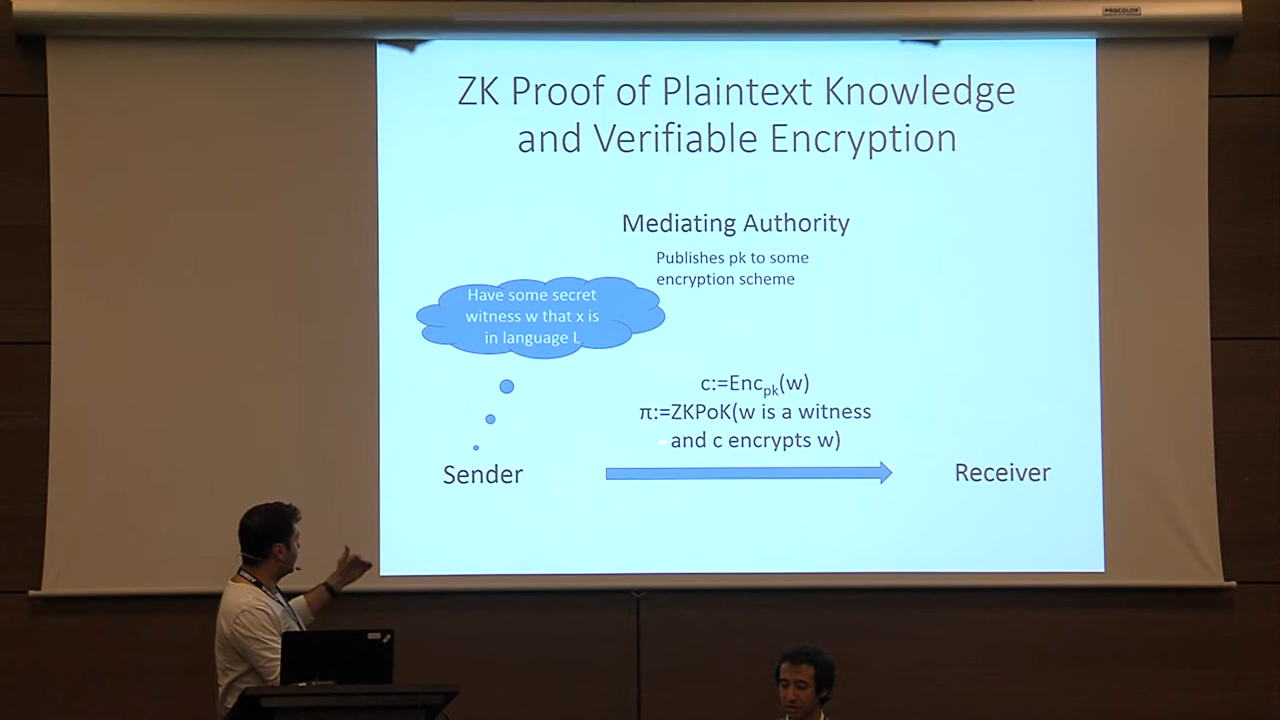 PROCOLOR
ZK Proof of Plaintext Knowledge
and Verifiable Encryption
Mediating Authority
Publishes pk to some
encryption scheme
Have some secret
witness w that x is
in language L
c:=Encpk(w)
π:=ZKPoK(w is a witness
and c encrypts w)
Sender
Receiver